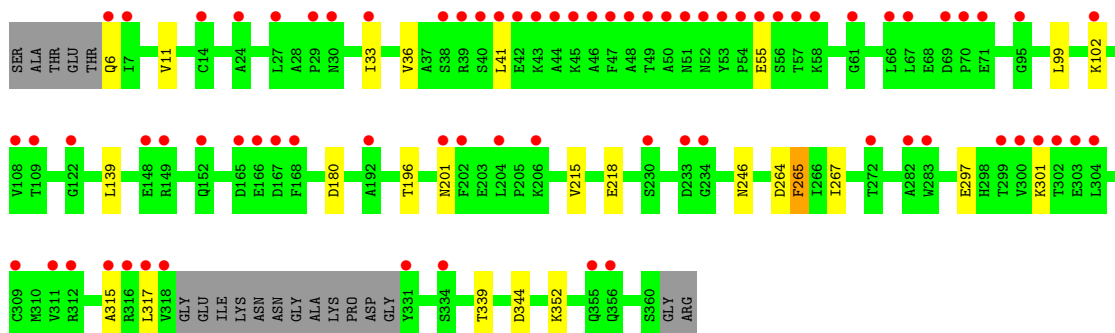 SER ALA THR GLU THR Q6 I7 V11 C14 A24 L27 A28 P29 N30 I33 V36 A37 S38 R39 S40 L41 E42 K43 A44 K45 A46 F47 A48 T49 A50 N51 N52 Y53 P54 E55 S56 T57 K58 G61 L66 L67 E68 D69 P70 E71 G95 L99 K102
V108 T109 G122 L139 E148 R149 Q152 D165 E166 D167 F168 D180 A192 T196 N201 F202 E203 L204 P205 K206 V215 E218 S230 D233 G234 N246 D264 F265 I266 I267 T272 A282 W283 E297 H298 T299 V300 K301 T302 E303 L304
C309 M310 V311 R312 A315 R316 L317 V318 GLY GLU ILE LYS ASN ASN GLY ALA LYS PRO ASP GLY Y331 S334 T339 D344 K352 Q355 Q356 S360 GLY ARG